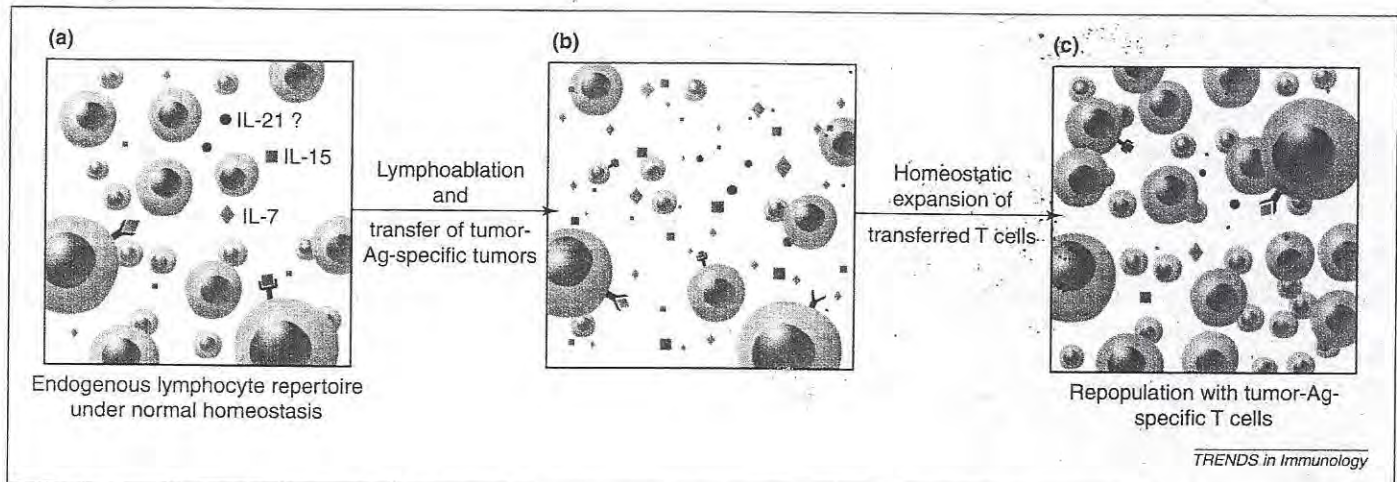 (a)
(b)
(c)
IL-21 ?
IL-15
IL-7
Lymphoablation
and
transfer of tumor-
Ag-specific tumors
Homeostatic
expansion of
transferred T cells
Endogenous lymphocyte repertoire
under normal homeostasis
Repopulation with tumor-Ag-
specific T cells
TRENDS in Immunology